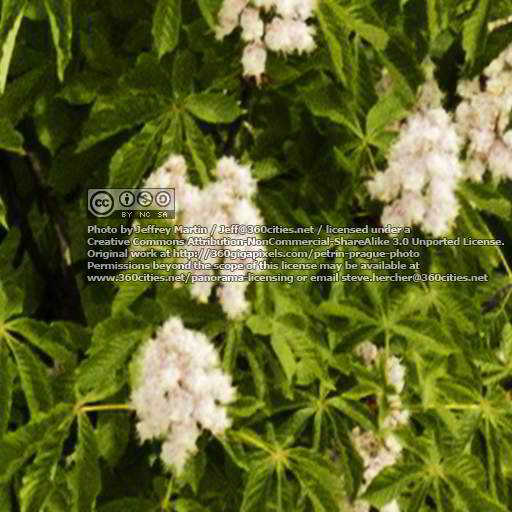 cc
BY NC SA
Photo by Jeffrey Martin / Jeff@360cities.net / licensed under a
Creative Commons Attribution-NonCommercial-ShareAlike 3.0 Unported License.
Original work at http://360gigapixels.com/petrin-prague-photo
Permissions beyond the scope of this license may be available at
www.360cities.net/panorama-licensing or email steve.hercher@360cities.net